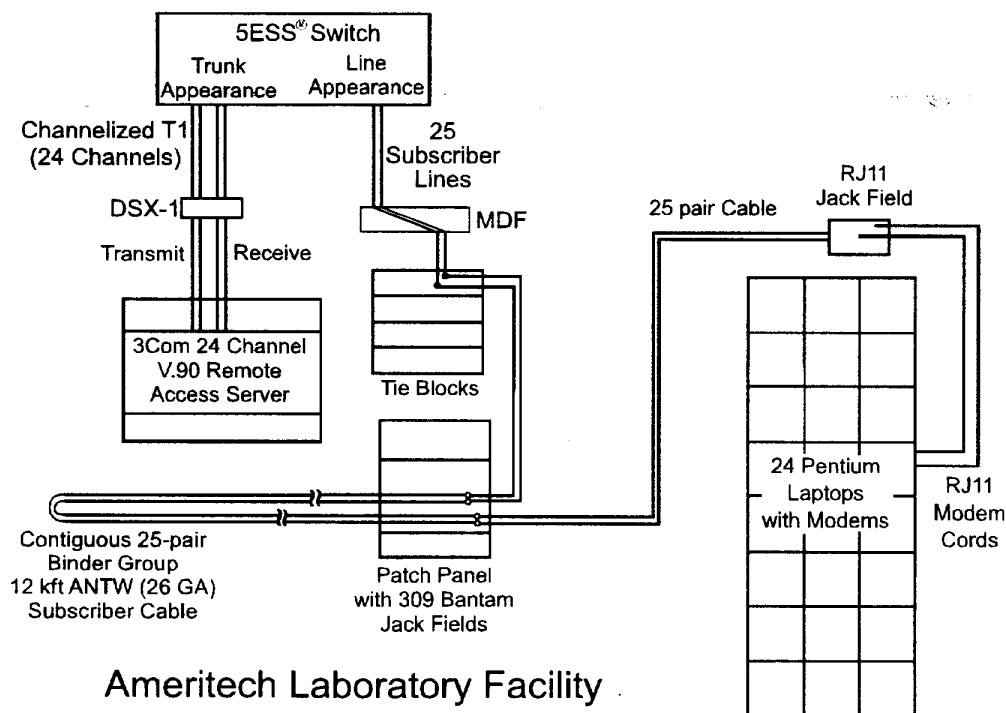 5ESS® Switch
Trunk
Appearance
Line
Appearance
Channelized T1
(24 Channels)
25
Subscriber
Lines
DSX-1
MDF
Transmit
Receive
3Com 24 Channel
V.90 Remote
Access Server
Tie Blocks
25 pair Cable
RJ11
Jack Field
24 Pentium
Laptops
with Modems
RJ11
Modem
Cords
Contiguous 25-pair
Binder Group
12 kft ANTW (26 GA)
Subscriber Cable
Patch Panel
with 309 Bantam
Jack Fields
Ameritech Laboratory Facility